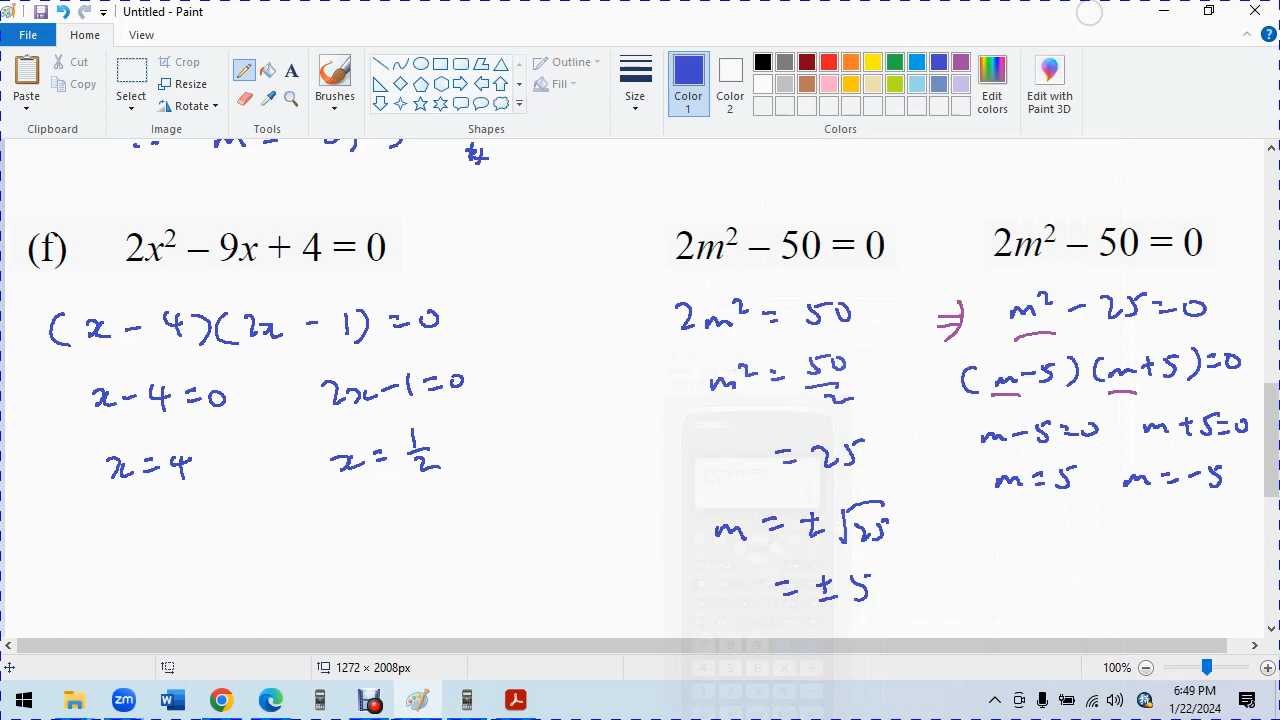 Untitled - Paint
File Home View
Paste Cut Copy Clipboard
Select Crop Resize Rotate Image
Tools
Brushes
Outline Fill Shapes
Size
Color 1 Color 2 Edit colors Colors
Edit with Paint 3D
(f) 2x² – 9x + 4 = 0
(x – 4)(2x – 1) = 0
x – 4 = 0 2x – 1 = 0
x = 4 x = 1/2
2m² – 50 = 0
2m² = 50
m² = 50/2
= 25
m = ± √25
= ± 5
2m² – 50 = 0
⇒ m² – 25 = 0
(m – 5)(m + 5) = 0
m – 5 = 0 m + 5 = 0
m = 5 m = –5
1272 × 2008px
100%
6:49 PM
1/22/2024